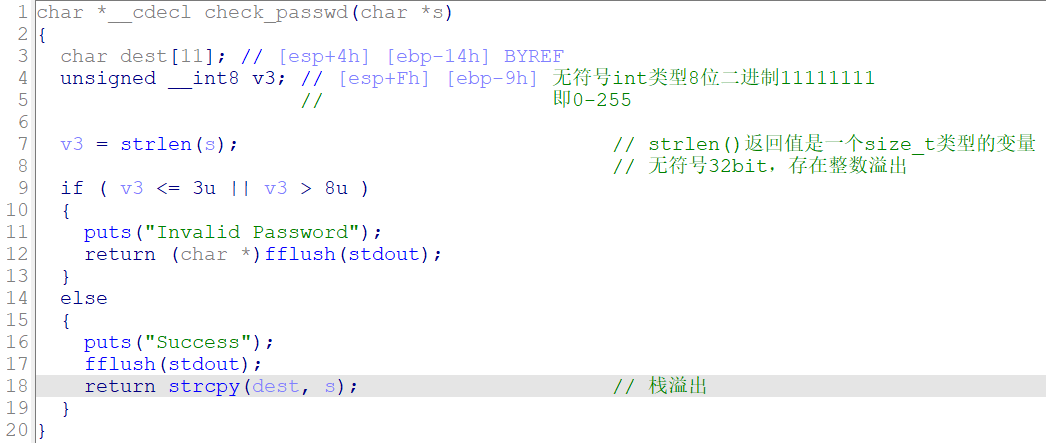 1 char *__cdecl check_passwd(char *s)
2 {
3   char dest[11]; // [esp+4h] [ebp-14h] BYREF
4   unsigned __int8 v3; // [esp+Fh] [ebp-9h] 无符号int类型8位二进制11111111
5                       //                   即0-255
6
7   v3 = strlen(s);                               // strlen()返回值是一个size_t类型的变量
8                                                 // 无符号32bit，存在整数溢出
9   if ( v3 <= 3u || v3 > 8u )
10   {
11     puts("Invalid Password");
12     return (char *)fflush(stdout);
13   }
14   else
15   {
16     puts("Success");
17     fflush(stdout);
18     return strcpy(dest, s);                     // 栈溢出
19   }
20 }